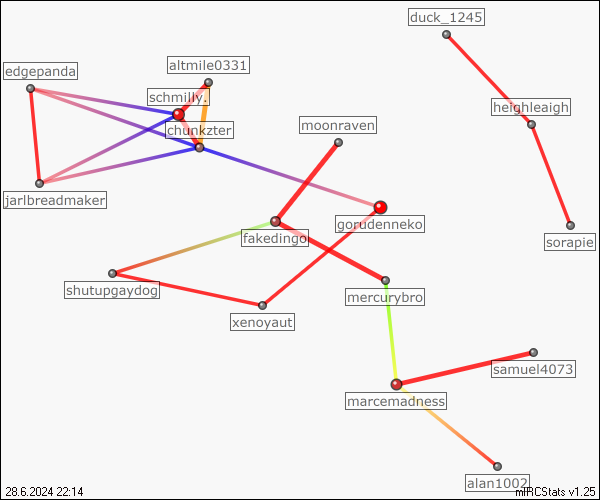 duck_1245
altmile0331
edgepanda
schmilly.
heighleaigh
moonraven
chunkzter
jarlbreadmaker
gorudenneko
fakedingo
sorapie
shutupgaydog
mercurybro
xenoyaut
samuel4073
marcemadness
alan1002
28.6.2024 22:14
mIRCStats v1.25